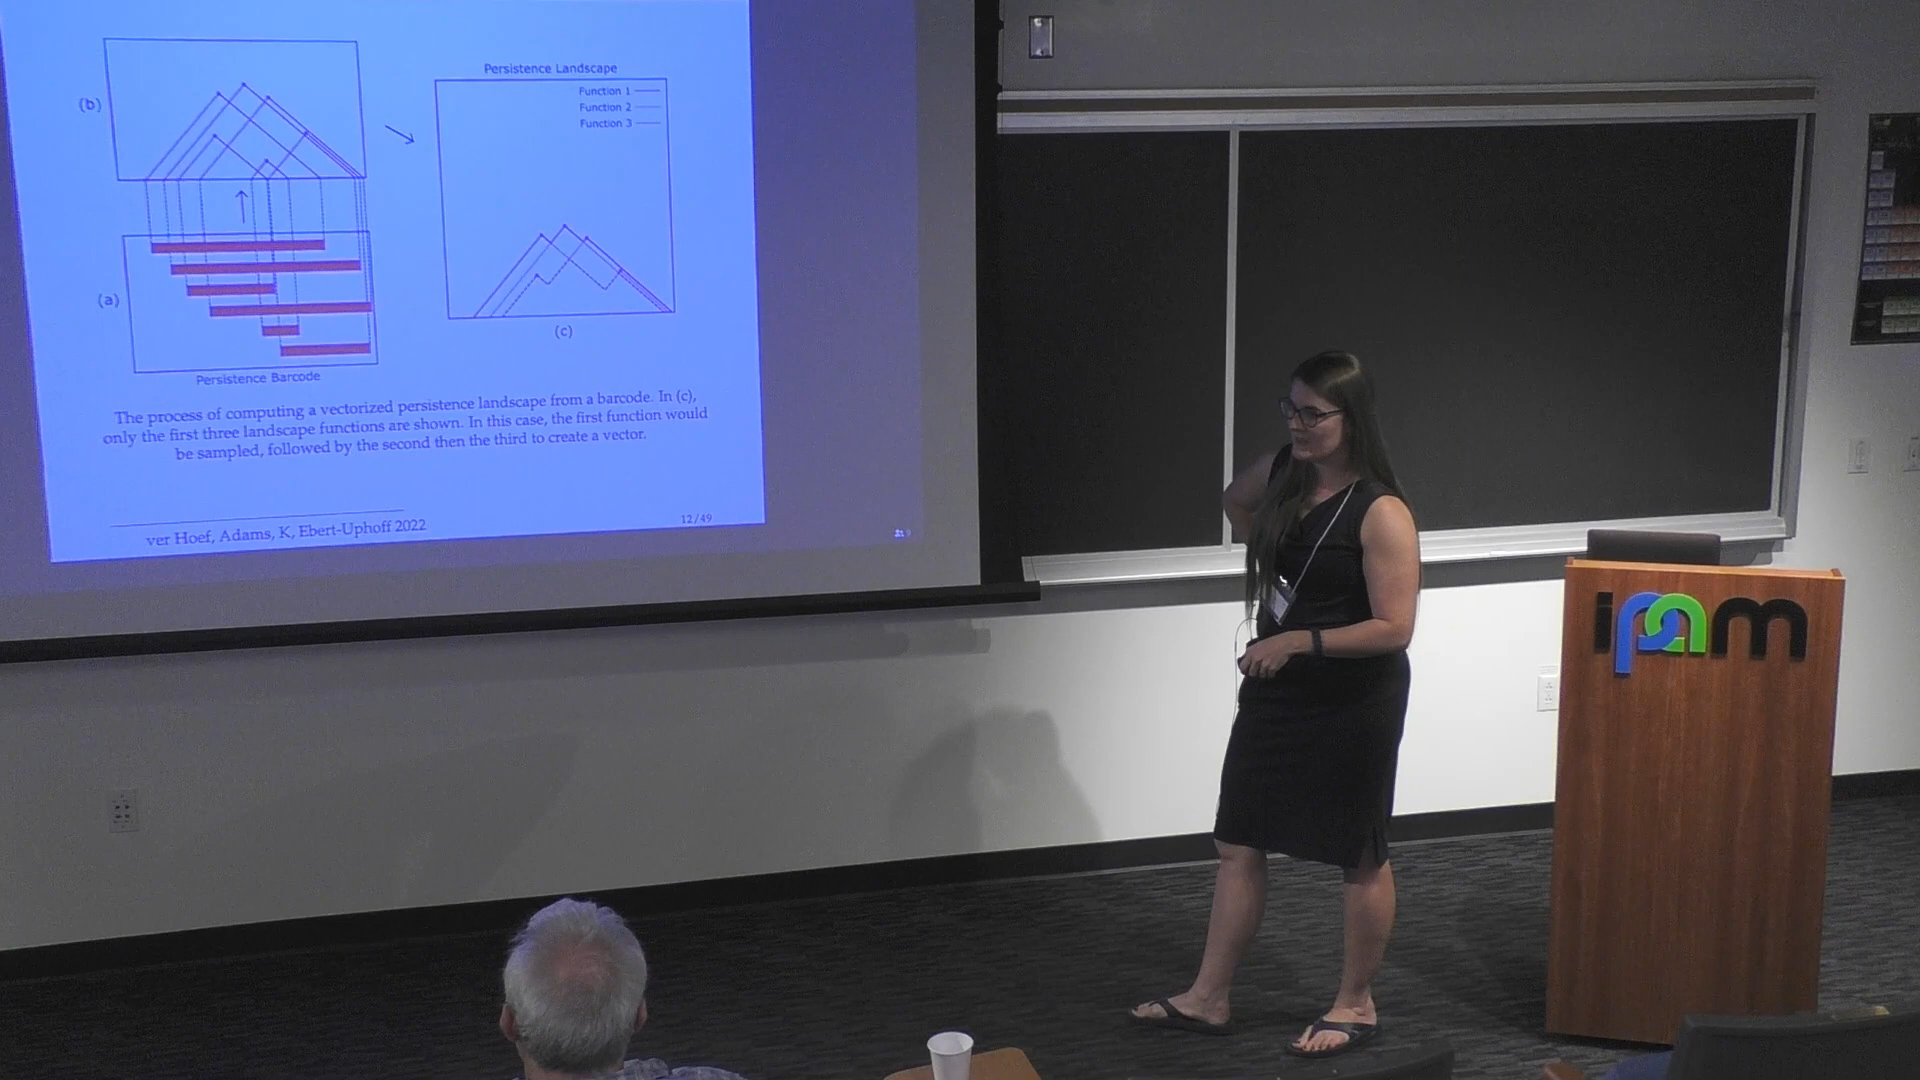 (b)
Persistence Landscape
Function 1
Function 2
Function 3
(a)
(c)
Persistence Barcode
The process of computing a vectorized persistence landscape from a barcode. In (c),
only the first three landscape functions are shown. In this case, the first function would
be sampled, followed by the second then the third to create a vector.
ver Hoef, Adams, K, Ebert-Uphoff 2022
12/49
ipam